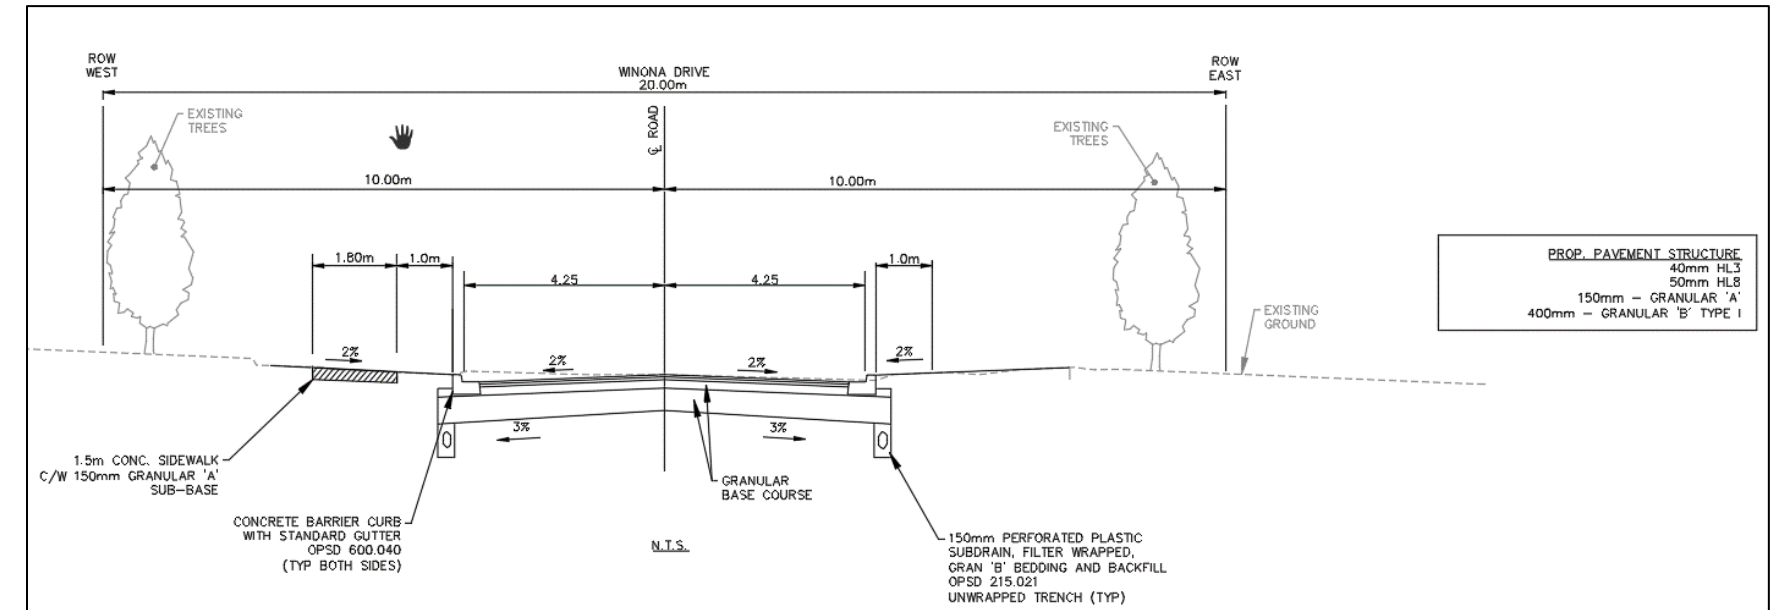 ROW
WEST
WINONA DRIVE
20.00m
ROW
EAST
EXISTING
TREES
℄ ROAD
EXISTING
TREES
10.00m
10.00m
1.80m
1.0m
4.25
4.25
1.0m
PROP. PAVEMENT STRUCTURE
40mm HL3
50mm HL8
150mm – GRANULAR 'A'
400mm – GRANULAR 'B' TYPE I
EXISTING
GROUND
2%
2%
2%
2%
3%
3%
1.5m CONC. SIDEWALK
C/W 150mm GRANULAR 'A'
SUB-BASE
GRANULAR
BASE COURSE
CONCRETE BARRIER CURB
WITH STANDARD GUTTER
OPSD 600.040
(TYP BOTH SIDES)
N.T.S.
150mm PERFORATED PLASTIC
SUBDRAIN, FILTER WRAPPED,
GRAN 'B' BEDDING AND BACKFILL
OPSD 215.021
UNWRAPPED TRENCH (TYP)